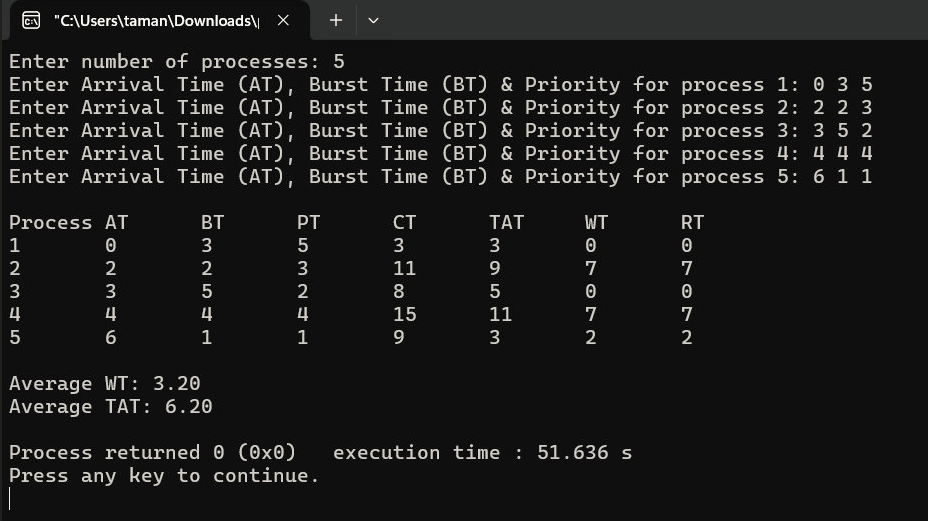 "C:\Users\taman\Downloads\
Enter number of processes: 5
Enter Arrival Time (AT), Burst Time (BT) & Priority for process 1: 0 3 5
Enter Arrival Time (AT), Burst Time (BT) & Priority for process 2: 2 2 3
Enter Arrival Time (AT), Burst Time (BT) & Priority for process 3: 3 5 2
Enter Arrival Time (AT), Burst Time (BT) & Priority for process 4: 4 4 4
Enter Arrival Time (AT), Burst Time (BT) & Priority for process 5: 6 1 1
Process AT BT PT CT TAT WT RT
1 0 3 5 3 3 0 0
2 2 2 3 11 9 7 7
3 3 5 2 8 5 0 0
4 4 4 4 15 11 7 7
5 6 1 1 9 3 2 2
Average WT: 3.20
Average TAT: 6.20
Process returned 0 (0x0) execution time : 51.636 s
Press any key to continue.